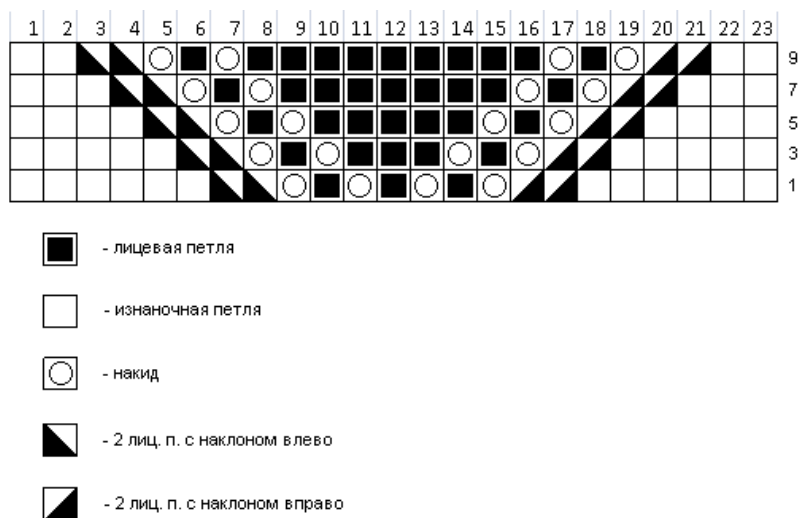 1 2 3 4 5 6 7 8 9 10 11 12 13 14 15 16 17 18 19 20 21 22 23
9
7
5
3
1
- лицевая петля
- изнаночная петля
- накид
- 2 лиц. п. с наклоном влево
- 2 лиц. п. с наклоном вправо